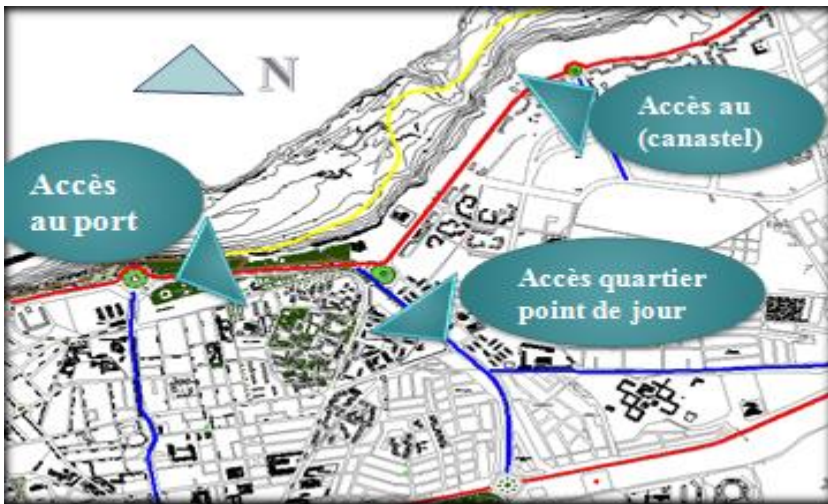 N
Accès au
(canastel)
Accès
au port
Accès quartier
point de jour